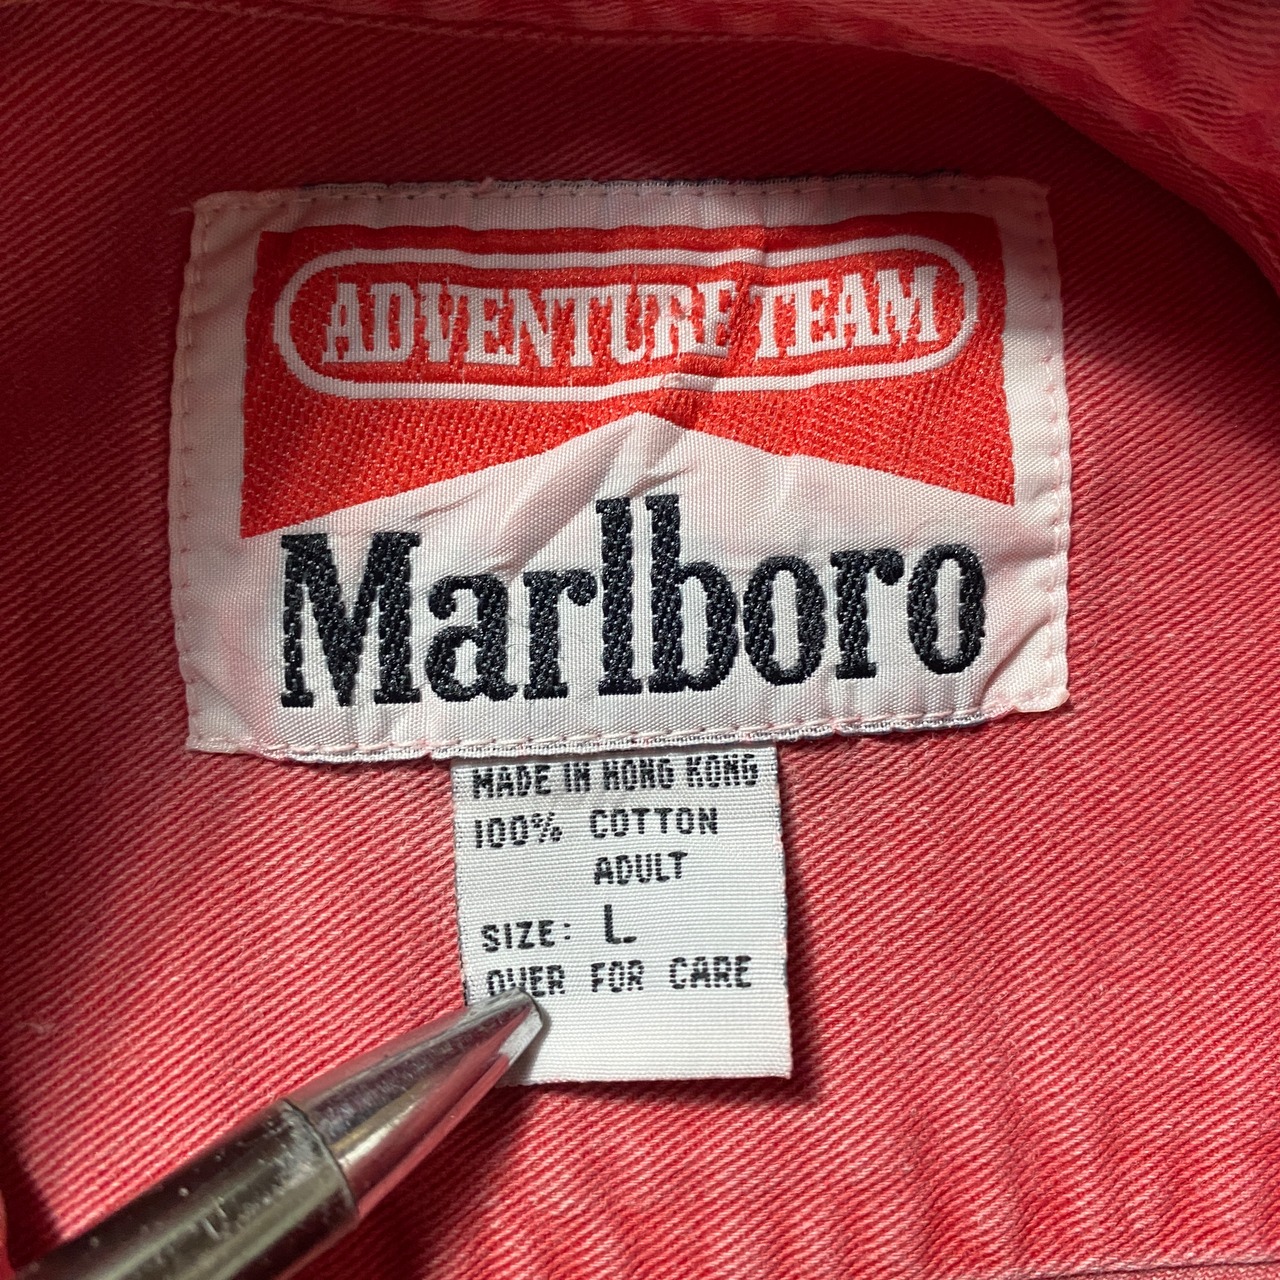 ADVENTURE TEAM
Marlboro
MADE IN HONG KONG
100% COTTON
ADULT
SIZE: L
OVER FOR CARE